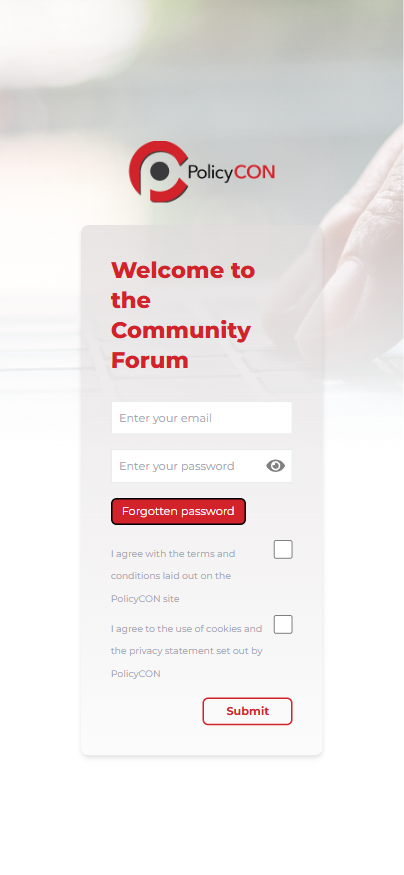 PolicyCON
Welcome to
the
Community
Forum
Enter your email
Enter your password
Forgotten password
I agree with the terms and
conditions laid out on the
PolicyCON site
I agree to the use of cookies and
the privacy statement set out by
PolicyCON
Submit